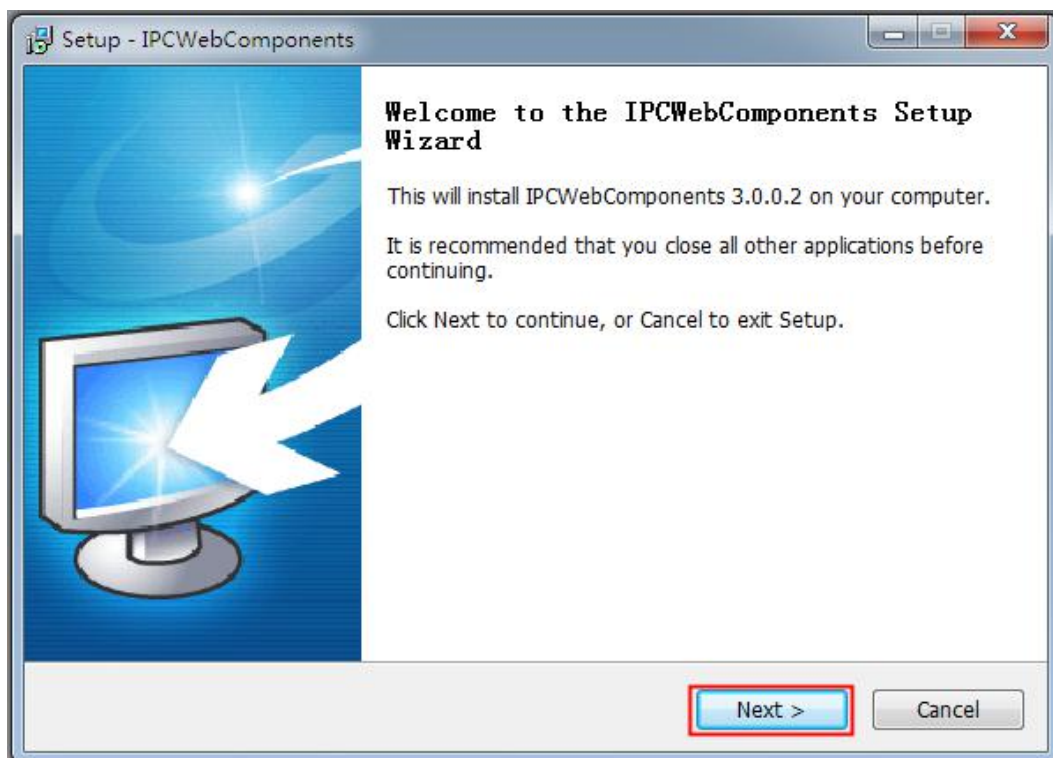 Setup - IPCWebComponents
Welcome to the IPCWebComponents Setup
Wizard
This will install IPCWebComponents 3.0.0.2 on your computer.
It is recommended that you close all other applications before
continuing.
Click Next to continue, or Cancel to exit Setup.
Next >
Cancel